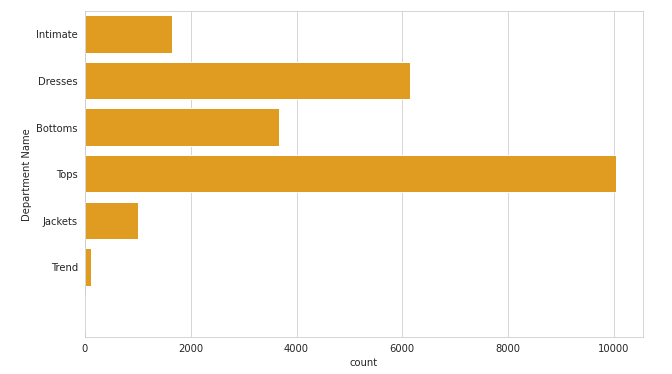 Intimate
Dresses
Bottoms
Tops
Jackets
Trend
Department Name
0 2000 4000 6000 8000 10000
count